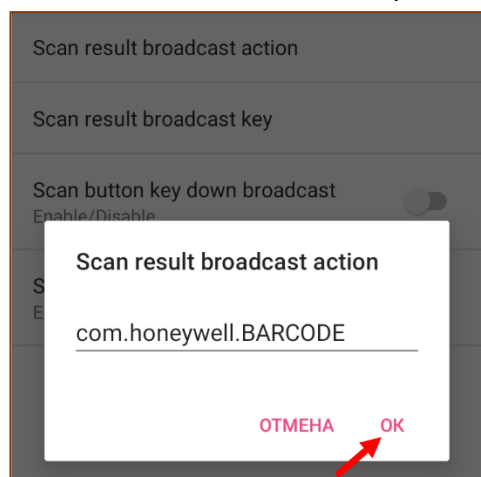 Scan result broadcast action
Scan result broadcast key
Scan button key down broadcast
Enable/Disable
S
E
Scan result broadcast action
com.honeywell.BARCODE
ОТМЕНА ОК